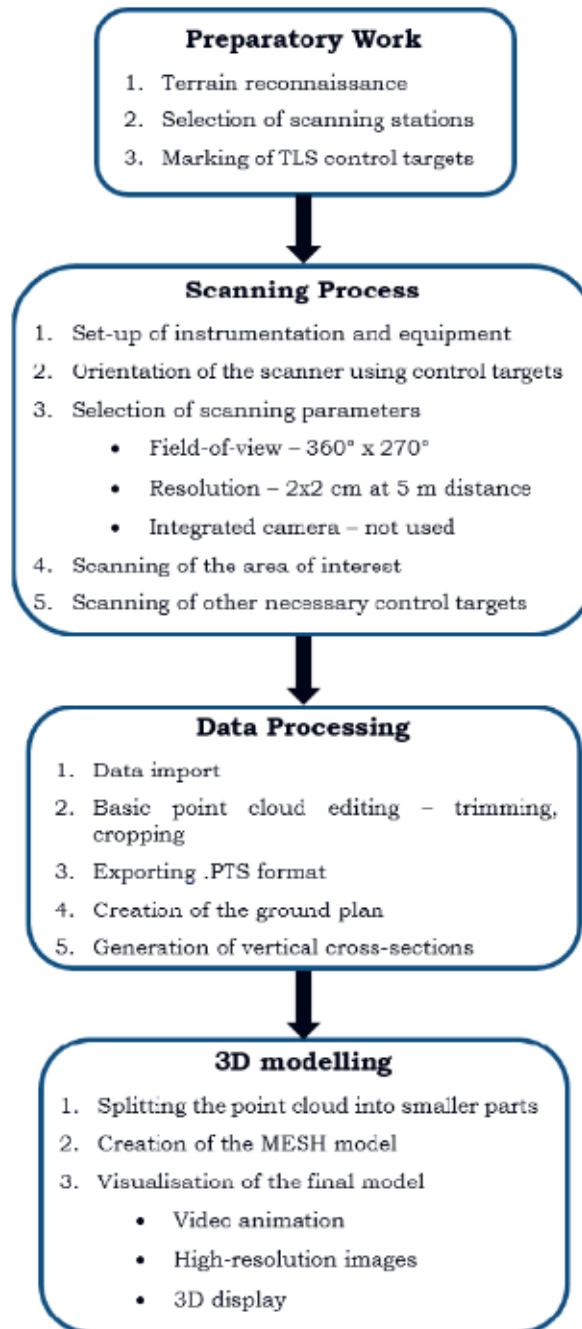 Preparatory Work
1. Terrain reconnaissance
2. Selection of scanning stations
3. Marking of TLS control targets
Scanning Process
1. Set-up of instrumentation and equipment
2. Orientation of the scanner using control targets
3. Selection of scanning parameters
• Field-of-view – 360° x 270°
• Resolution – 2x2 cm at 5 m distance
• Integrated camera – not used
4. Scanning of the area of interest
5. Scanning of other necessary control targets
Data Processing
1. Data import
2. Basic point cloud editing – trimming,
cropping
3. Exporting .PTS format
4. Creation of the ground plan
5. Generation of vertical cross-sections
3D modelling
1. Splitting the point cloud into smaller parts
2. Creation of the MESH model
3. Visualisation of the final model
• Video animation
• High-resolution images
• 3D display